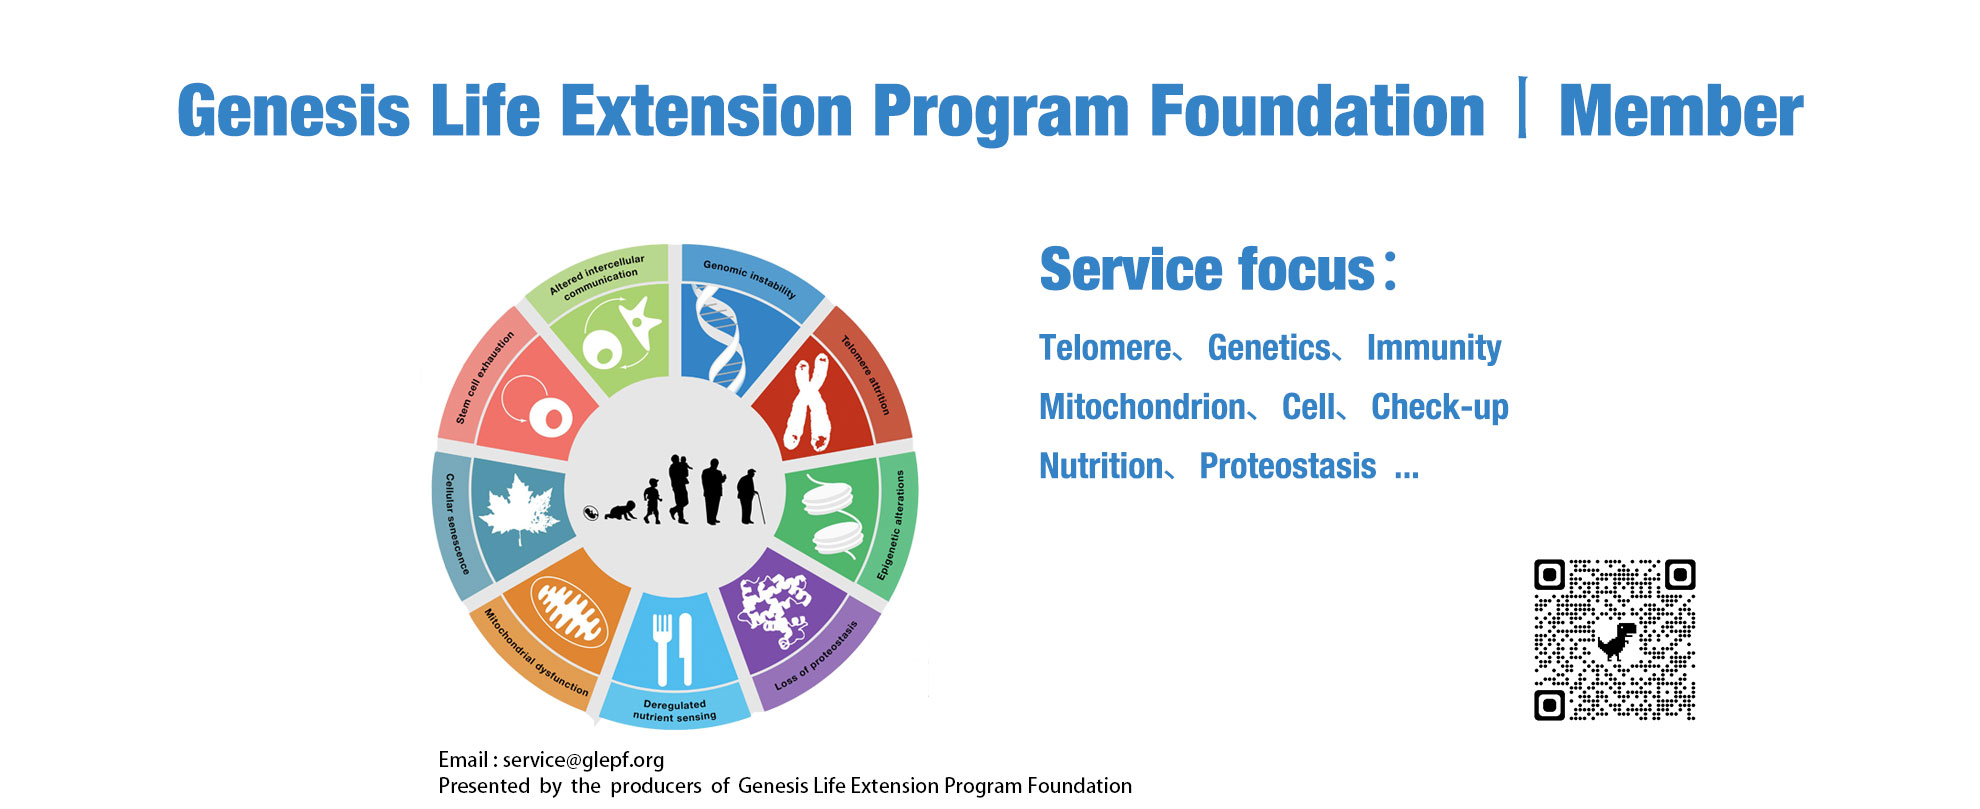 Genesis Life Extension Program Foundation | Member
Altered intercellular
communication
Genomic instability
Telomere attrition
Epigenetic alterations
Loss of proteostasis
Deregulated
nutrient sensing
Mitochondrial dysfunction
Cellular senescence
Stem cell exhaustion
Service focus：
Telomere、 Genetics、 Immunity
Mitochondrion、 Cell、 Check-up
Nutrition、 Proteostasis ...
Email : service@glepf.org
Presented by the producers of Genesis Life Extension Program Foundation